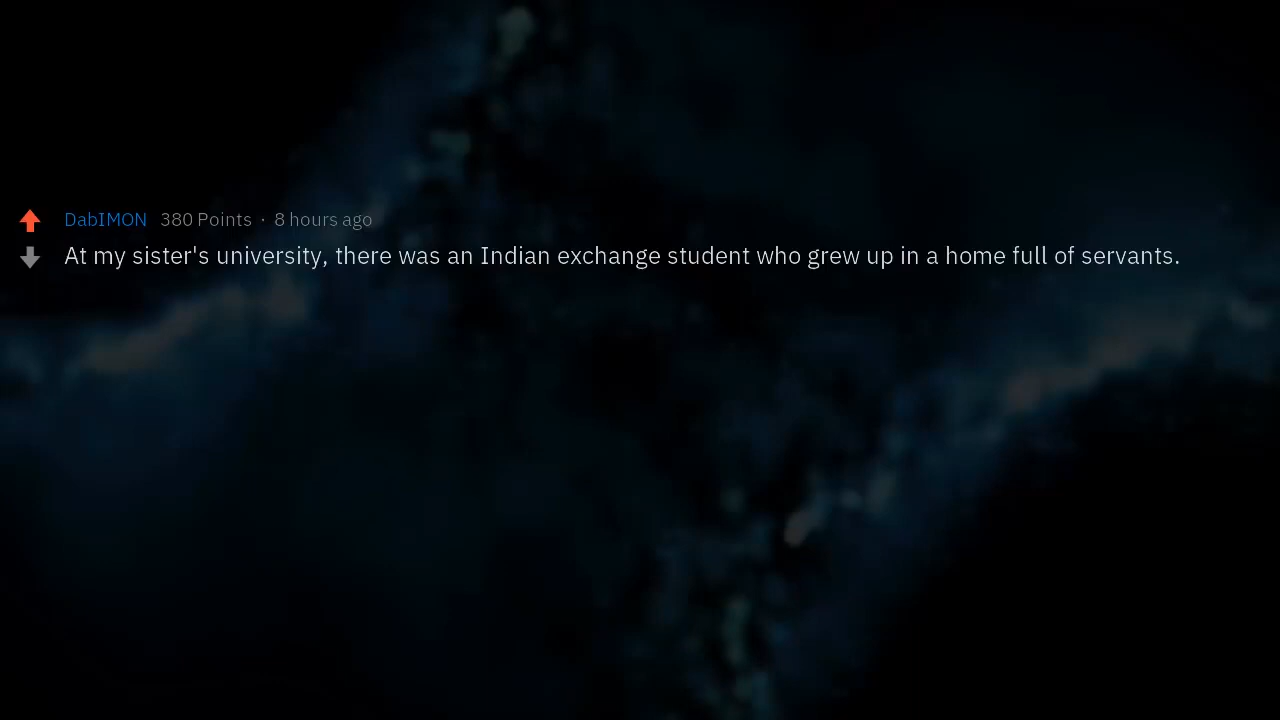 DabIMON 380 Points · 8 hours ago
At my sister's university, there was an Indian exchange student who grew up in a home full of servants.